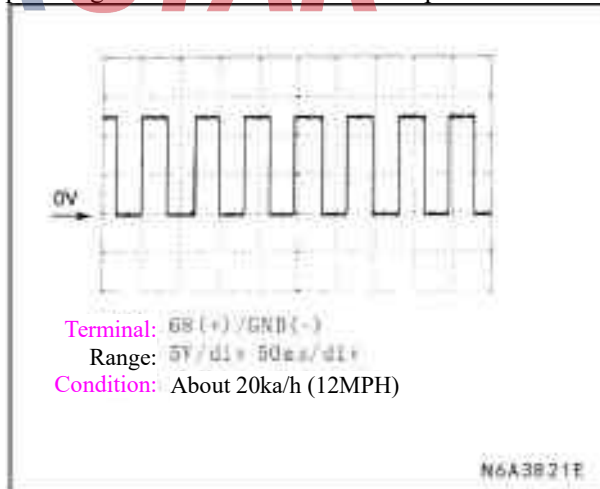 0V
Terminal: 68(+)/GND(-)
Range: 5V/div 50ms/div
Condition: About 20ka/h (12MPH)
N6A3821E